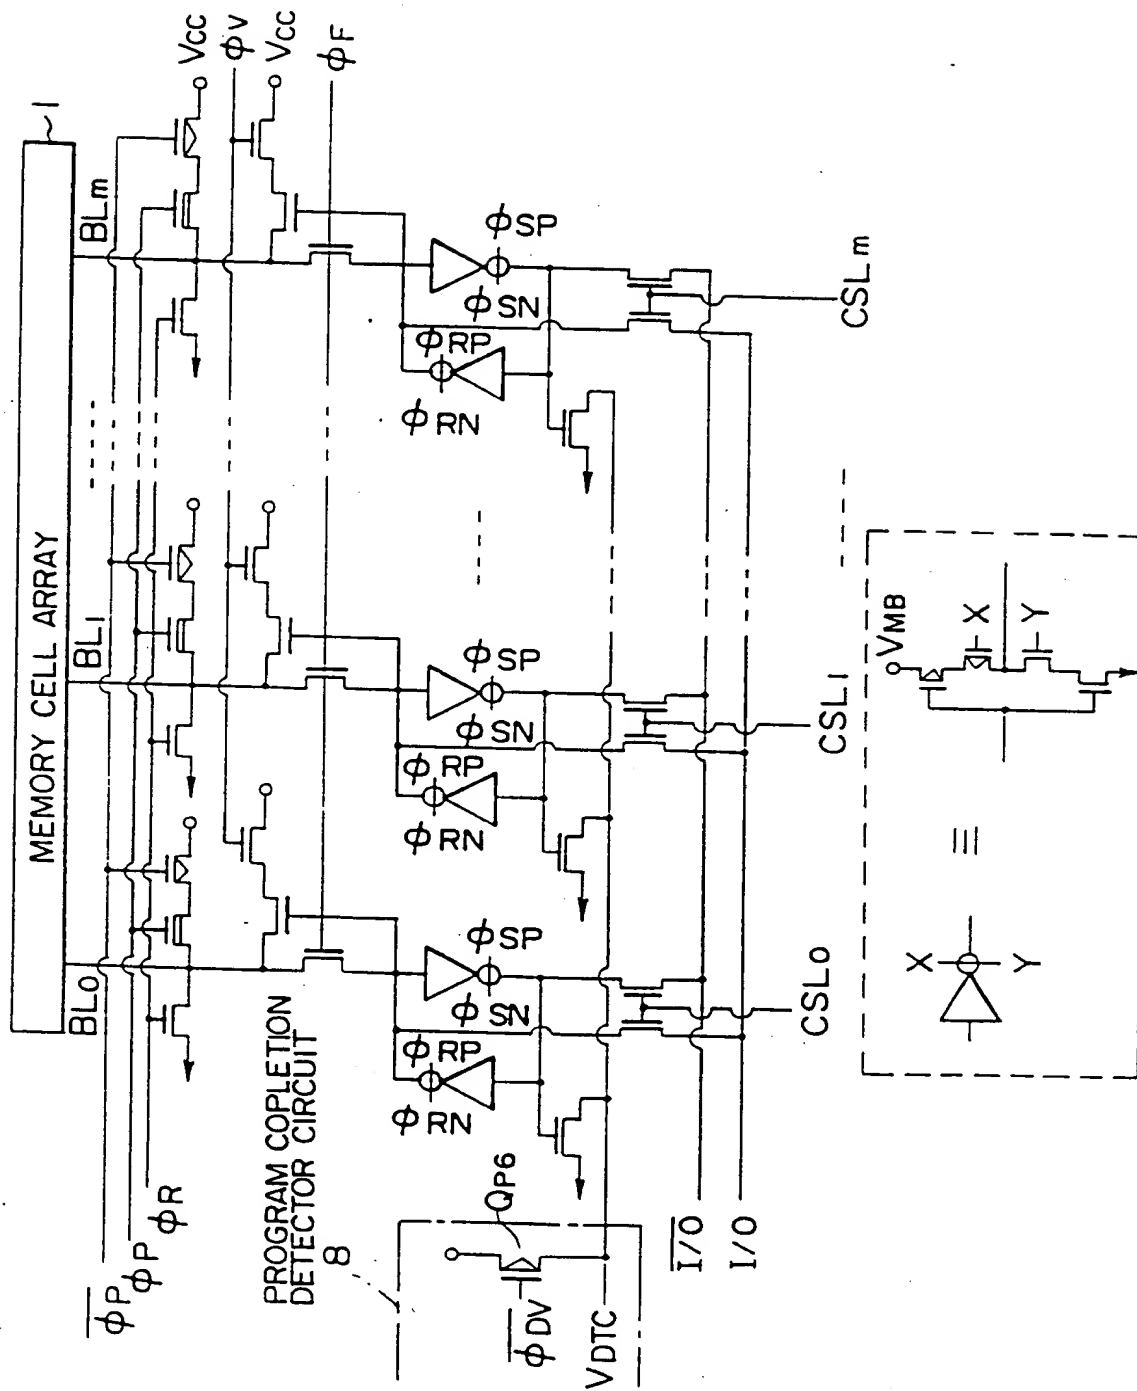 MEMORY CELL ARRAY
~1
BL0
BL1
BLm
Vcc
φV
Vcc
φF
φP
φP
φR
φSP
φSN
φRP
φRN
φSP
φSN
φRP
φRN
φSP
φSN
φRP
φRN
PROGRAM COPLETION
DETECTOR CIRCUIT
8
QP6
φDV
VDTC
I/O
I/O
CSL0
CSL1
CSLm
X
Y
≡
VMB
X
Y